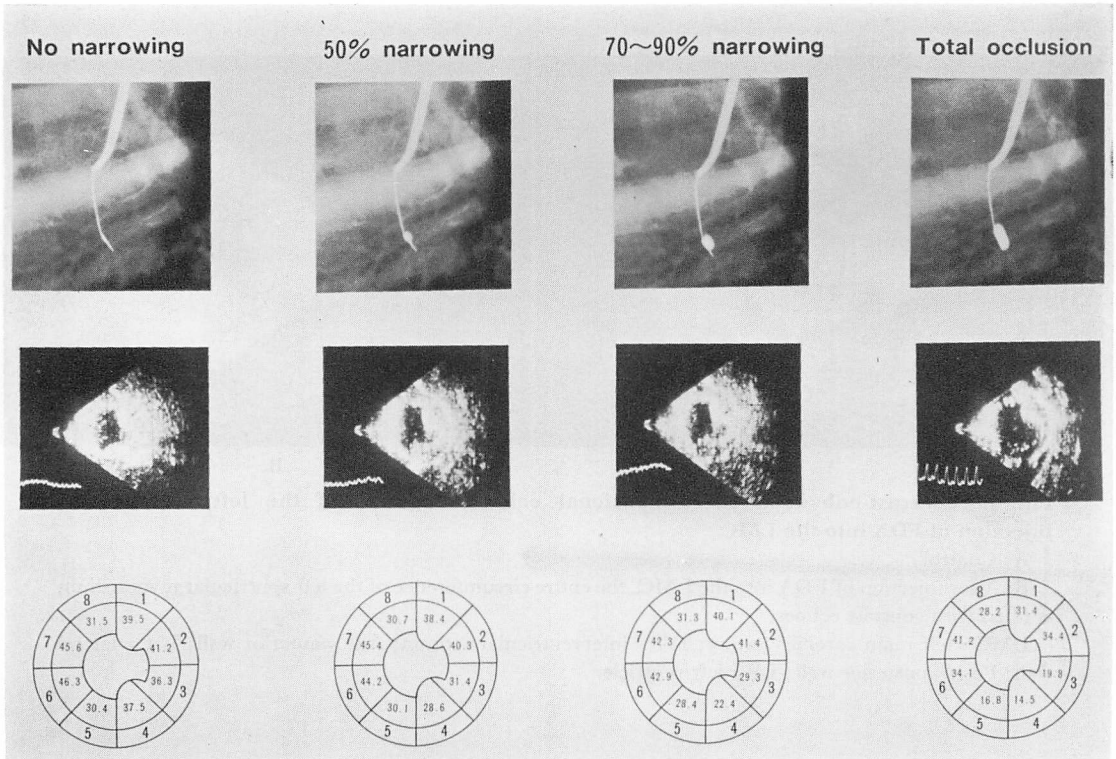 No narrowing
50% narrowing
70~90% narrowing
Total occlusion
8 1
31.5 39.5
7 45.6 41.2 2
6 46.3 36.3 3
30.4 37.5
5 4
8 1
30.7 38.4
7 45.4 40.3 2
6 44.2 31.4 3
30.1 28.6
5 4
8 1
31.3 40.1
7 42.3 41.4 2
6 42.9 29.3 3
28.4 22.4
5 4
8 1
28.2 31.4
7 41.2 34.4 2
6 34.1 19.8 3
16.8 14.5
5 4